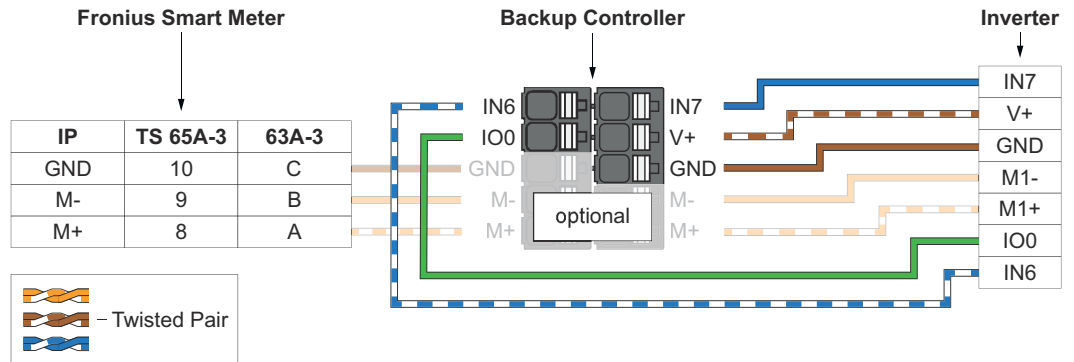 Fronius Smart Meter
Backup Controller
Inverter
IP TS 65A-3 63A-3
GND 10 C
M- 9 B
M+ 8 A
IN6
IO0
GND
M-
M+
optional
IN7
V+
GND
M-
M+
IN7
V+
GND
M1-
M1+
IO0
IN6
Twisted Pair